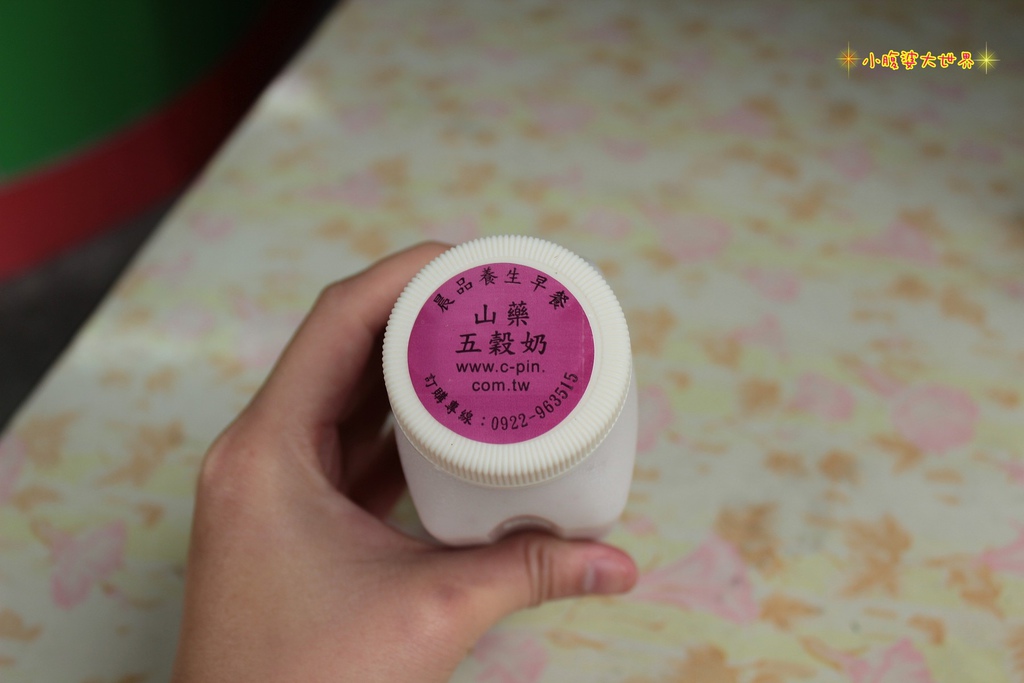 小腹婆大世界
晨品養生早餐
山藥
五穀奶
www.c-pin.
com.tw
訂購專線：0922-963515